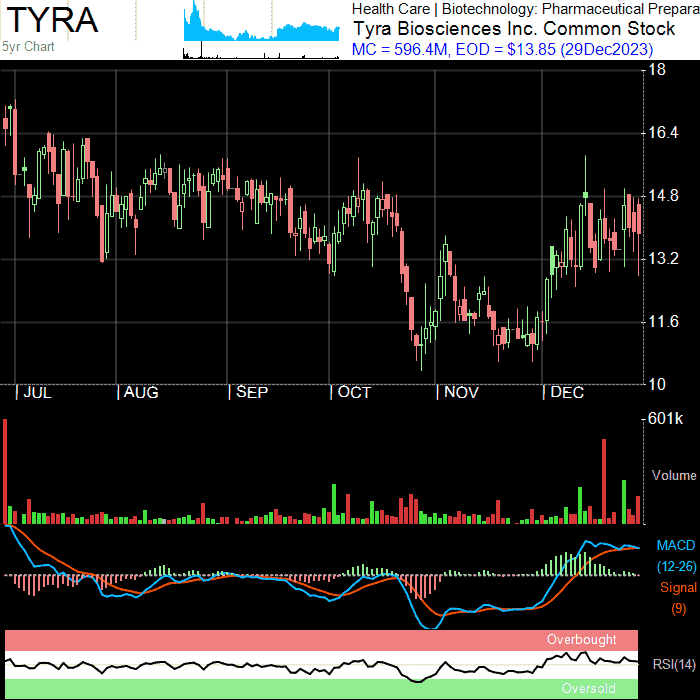 TYRA
5yr Chart
Health Care | Biotechnology: Pharmaceutical Prepara
Tyra Biosciences Inc. Common Stock
MC = 596.4M, EOD = $13.85 (29Dec2023)
18
16.4
14.8
13.2
11.6
10
JUL
AUG
SEP
OCT
NOV
DEC
601k
Volume
MACD
(12-26)
Signal
(9)
Overbought
RSI(14)
Oversold